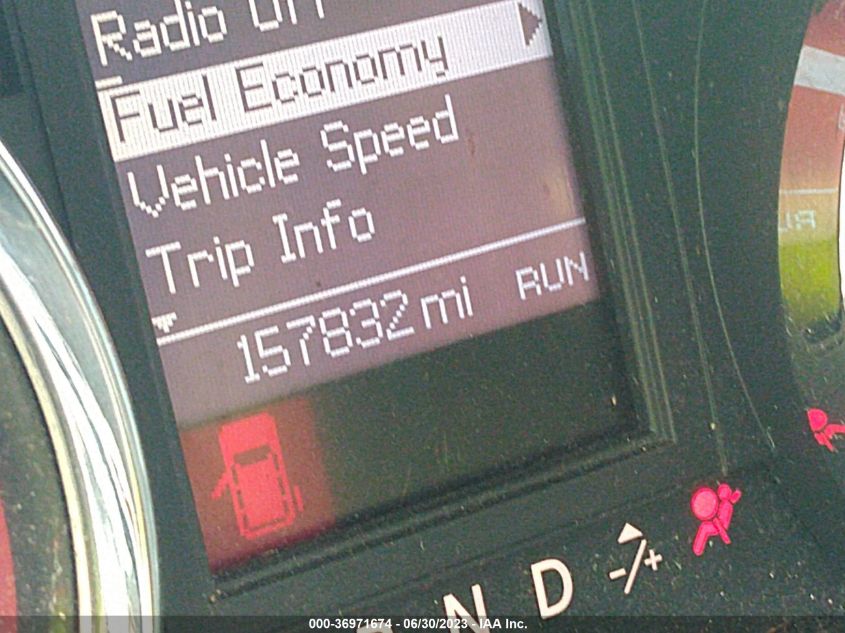 Radio Off
Fuel Economy
Vehicle Speed
Trip Info
157832 mi RUN
N D -/+
000-36971674 - 06/30/2023 - IAA Inc.